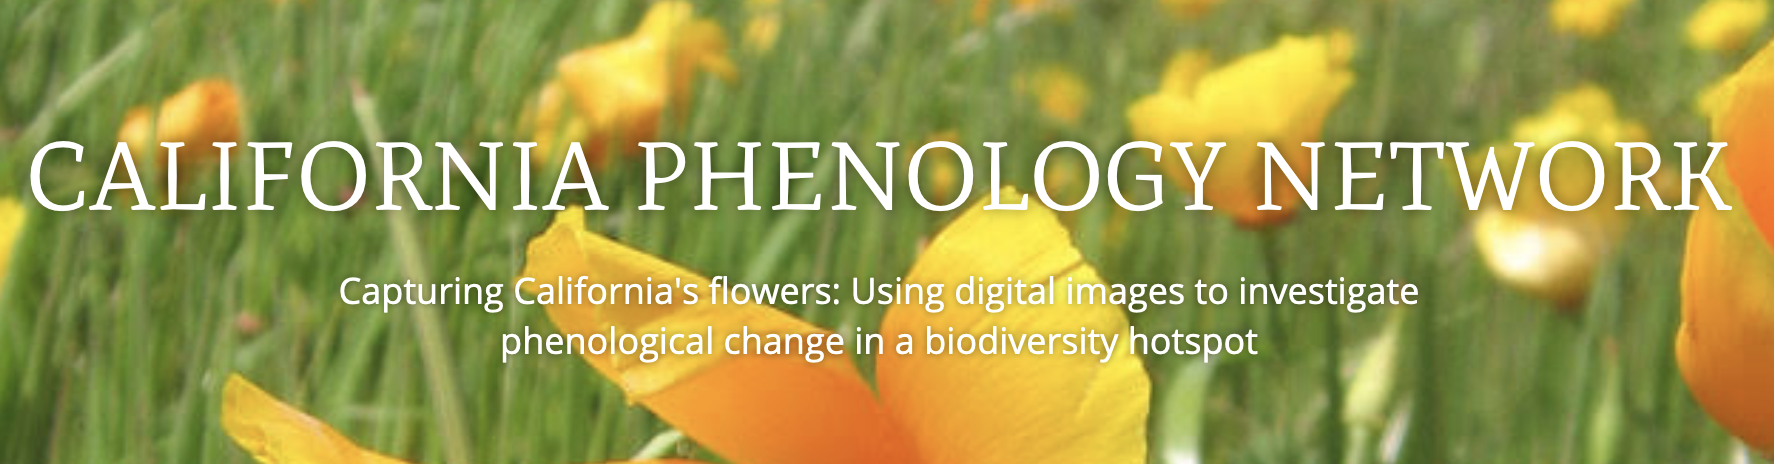 CALIFORNIA PHENOLOGY NETWORK
Capturing California's flowers: Using digital images to investigate
phenological change in a biodiversity hotspot